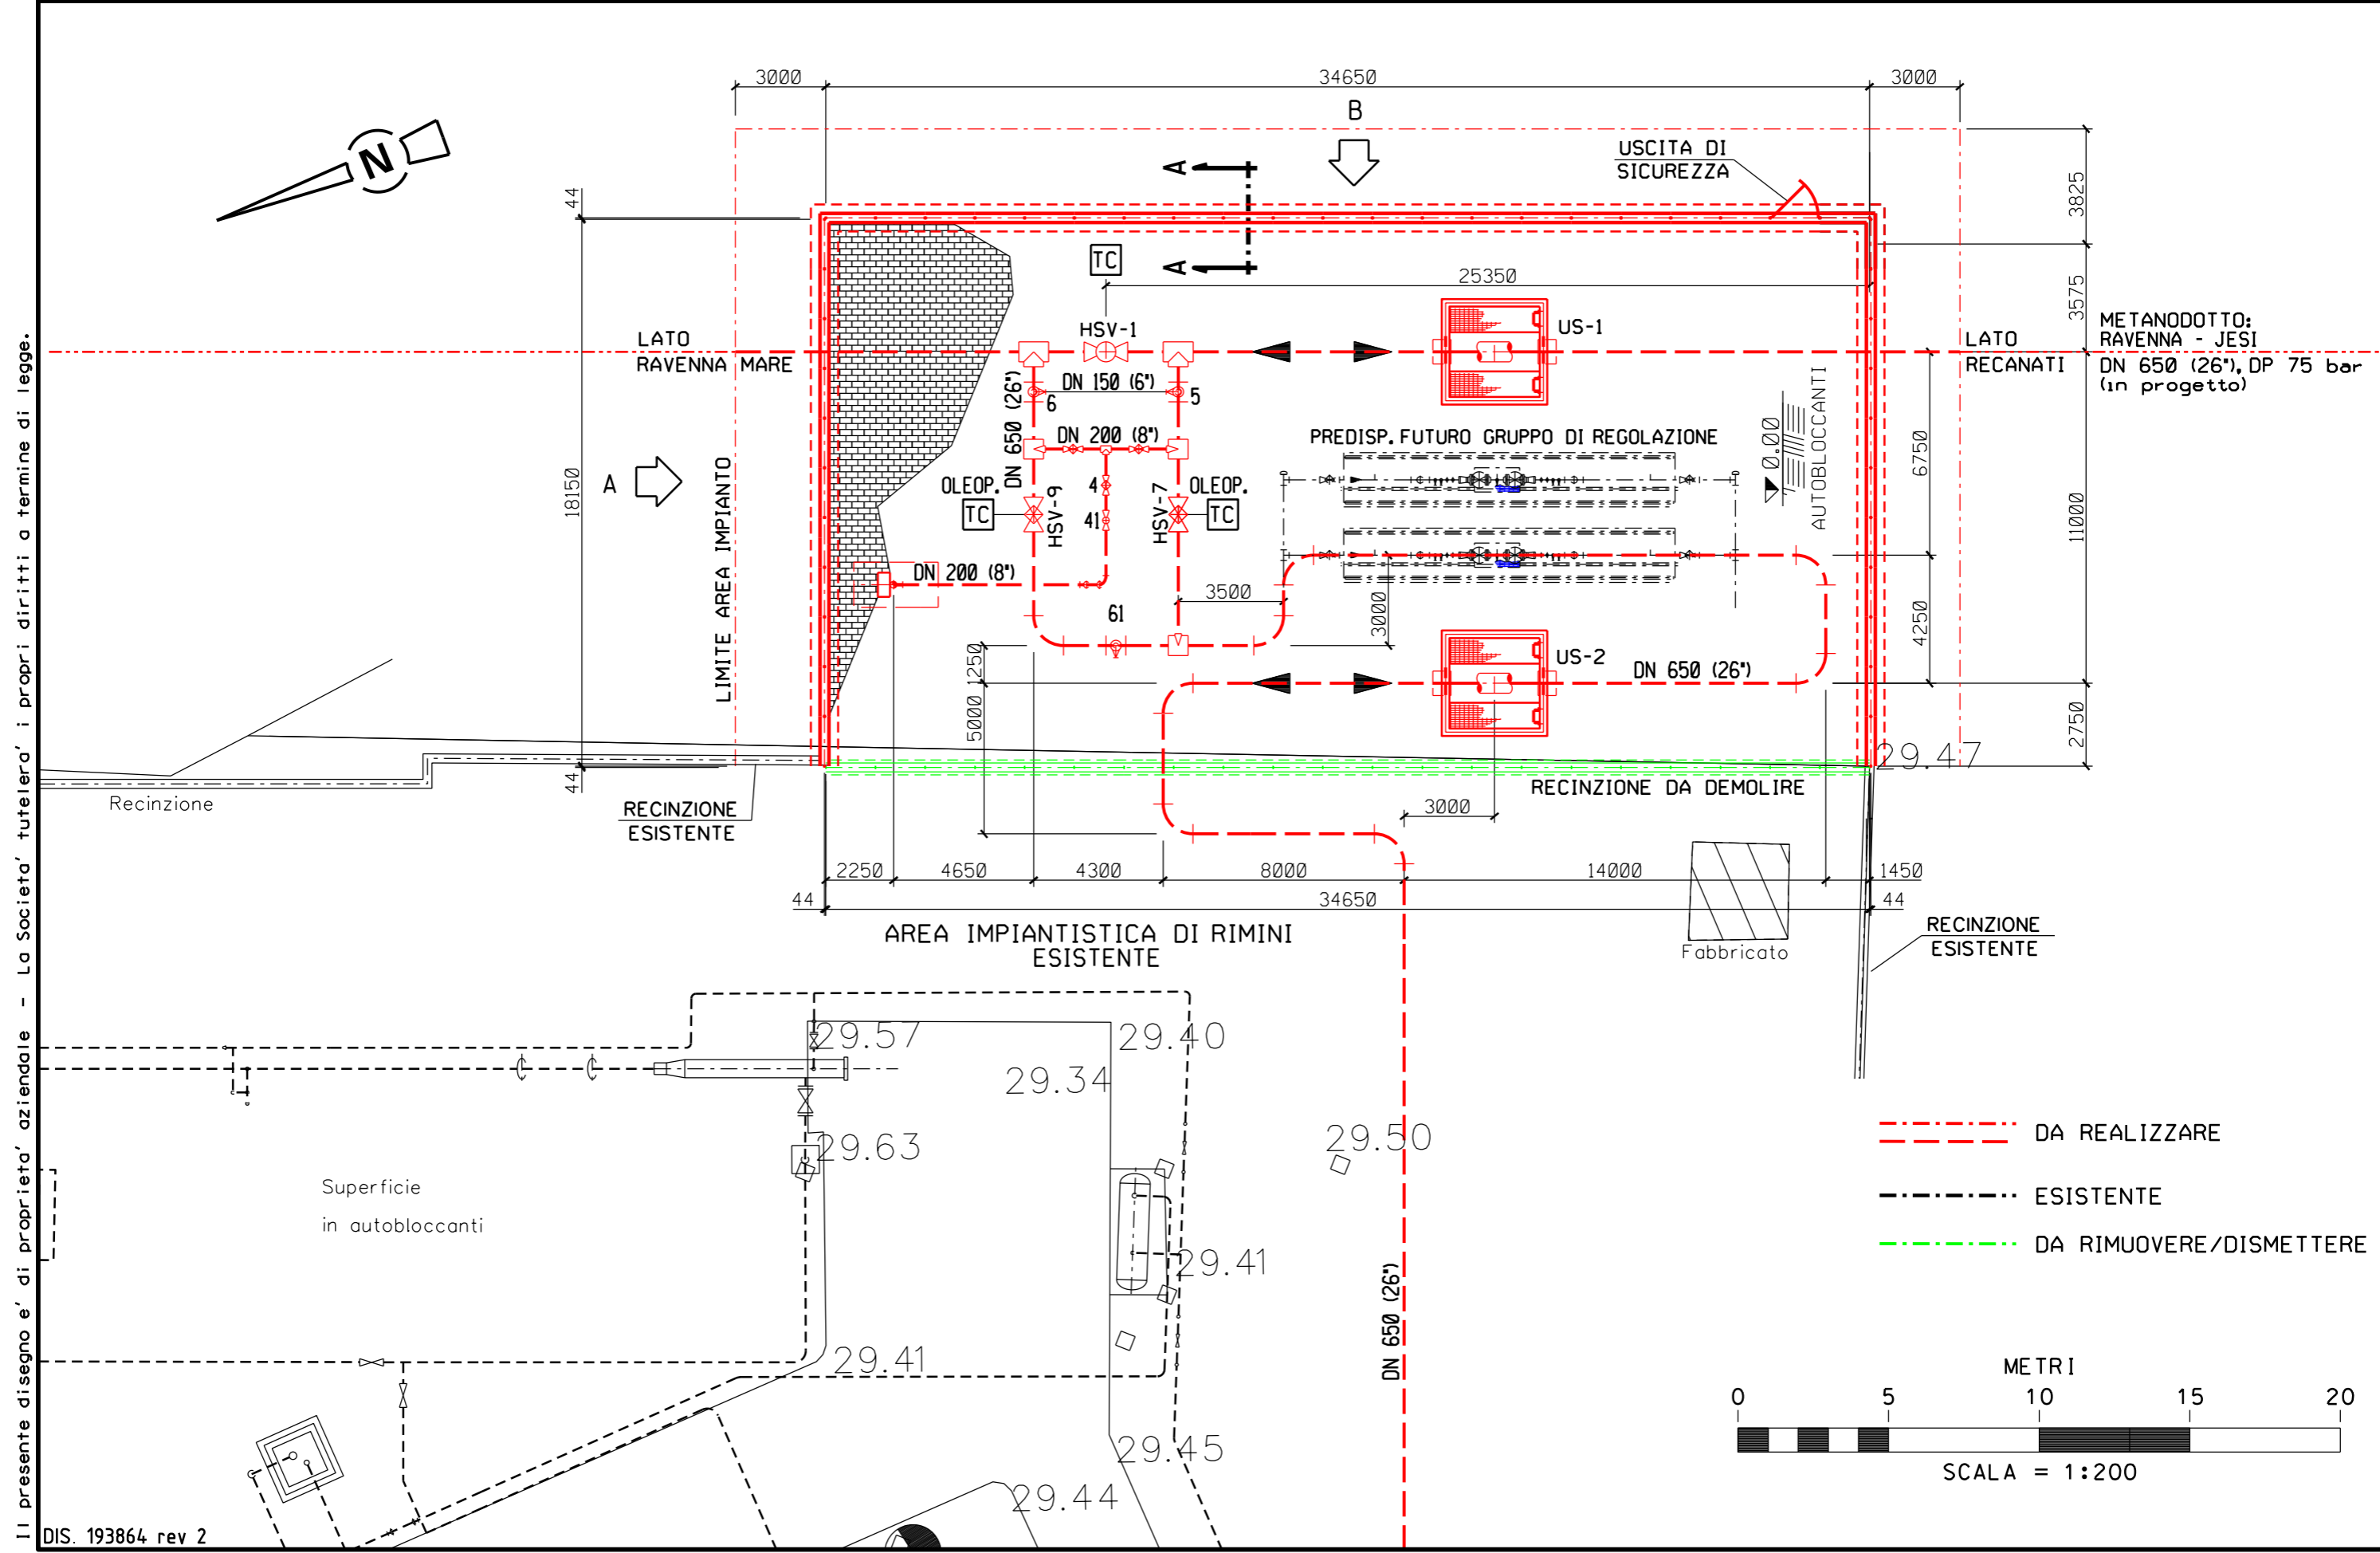 3000
34650
3000
B
N
A
A
USCITA DI
SICUREZZA
44
3825
3575
TC
25350
HSV-1
US-1
LATO
RAVENNA MARE
LATO
RECANATI
METANODOTTO:
RAVENNA - JESI
DN 650 (26"), DP 75 bar
(in progetto)
DN 150 (6")
6
5
DN 650 (26")
DN 200 (8")
PREDISP. FUTURO GRUPPO DI REGOLAZIONE
0.00
AUTOBLOCCANTI
6750
11000
18150
A
LIMITE AREA IMPIANTO
OLEOP.
TC
HSV-9
4
41
HSV-7
OLEOP.
TC
DN 200 (8")
3500
3000
4250
61
1250
5000
US-2
DN 650 (26")
2750
29.47
44
Recinzione
RECINZIONE
ESISTENTE
RECINZIONE DA DEMOLIRE
3000
2250
4650
4300
8000
14000
1450
44
34650
44
AREA IMPIANTISTICA DI RIMINI
ESISTENTE
Fabbricato
RECINZIONE
ESISTENTE
29.57
29.40
29.34
29.63
29.50
Superficie
in autobloccanti
29.41
29.41
DN 650 (26")
29.45
29.44
DA REALIZZARE
ESISTENTE
DA RIMUOVERE/DISMETTERE
METRI
0 5 10 15 20
SCALA = 1:200
Il presente disegno e' di proprieta' aziendale - La Societa' tutelera' i propri diritti a termine di legge.
DIS. 193864 rev 2